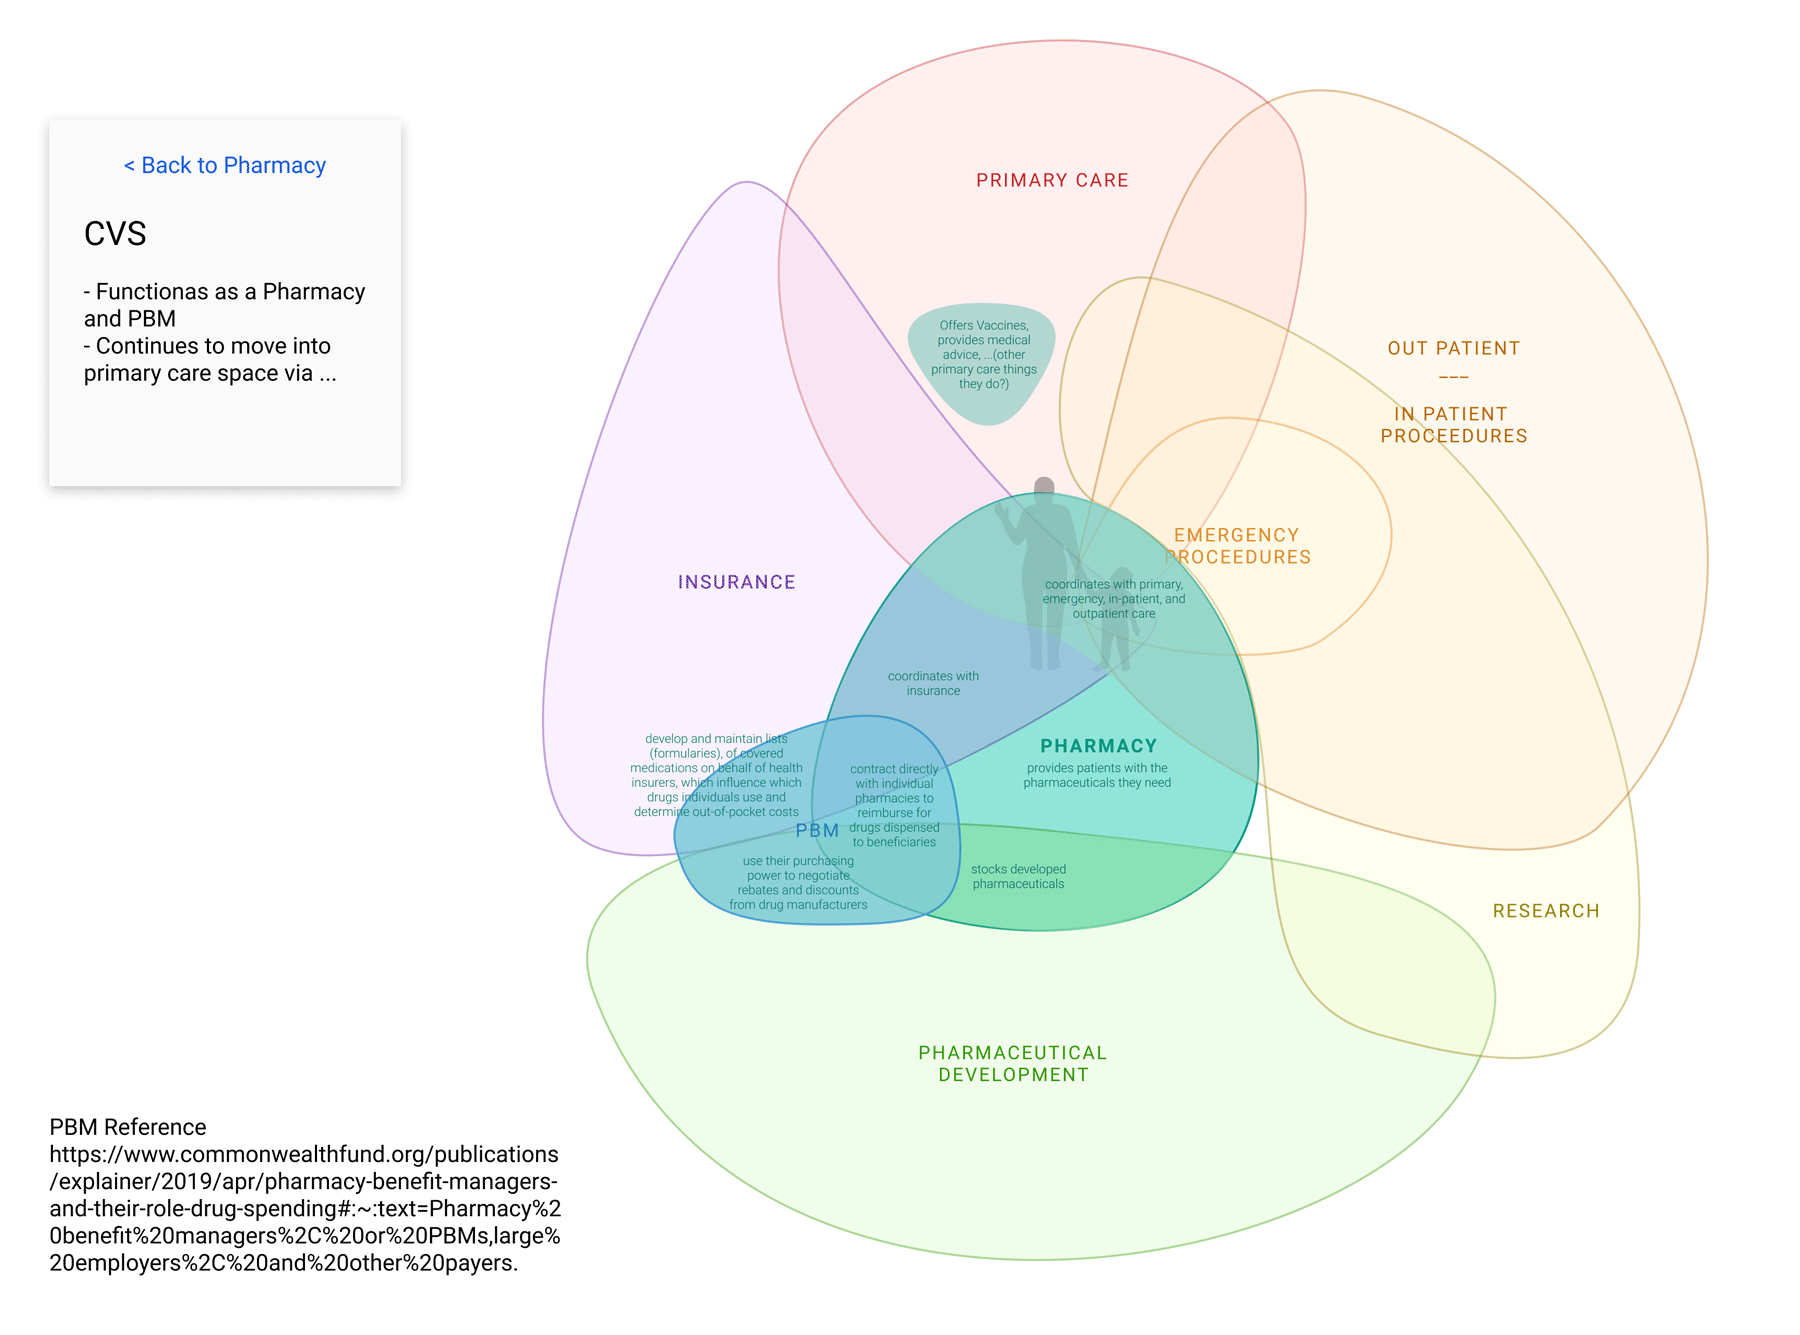 < Back to Pharmacy
CVS
- Functionas as a Pharmacy
and PBM
- Continues to move into
primary care space via ...
PRIMARY CARE
Offers Vaccines,
provides medical
advice, ...(other
primary care things
they do?)
OUT PATIENT
___
IN PATIENT
PROCEEDURES
EMERGENCY
PROCEEDURES
INSURANCE
coordinates with primary,
emergency, in-patient, and
outpatient care
coordinates with
insurance
develop and maintain lists
(formularies), of covered
medications on behalf of health
insurers, which influence which
drugs individuals use and
determine out-of-pocket costs
PHARMACY
provides patients with the
pharmaceuticals they need
contract directly
with individual
pharmacies to
reimburse for
drugs dispensed
to beneficiaries
PBM
use their purchasing
power to negotiate
rebates and discounts
from drug manufacturers
stocks developed
pharmaceuticals
RESEARCH
PHARMACEUTICAL
DEVELOPMENT
PBM Reference
https://www.commonwealthfund.org/publications
/explainer/2019/apr/pharmacy-benefit-managers-
and-their-role-drug-spending#:~:text=Pharmacy%2
0benefit%20managers%2C%20or%20PBMs,large%
20employers%2C%20and%20other%20payers.